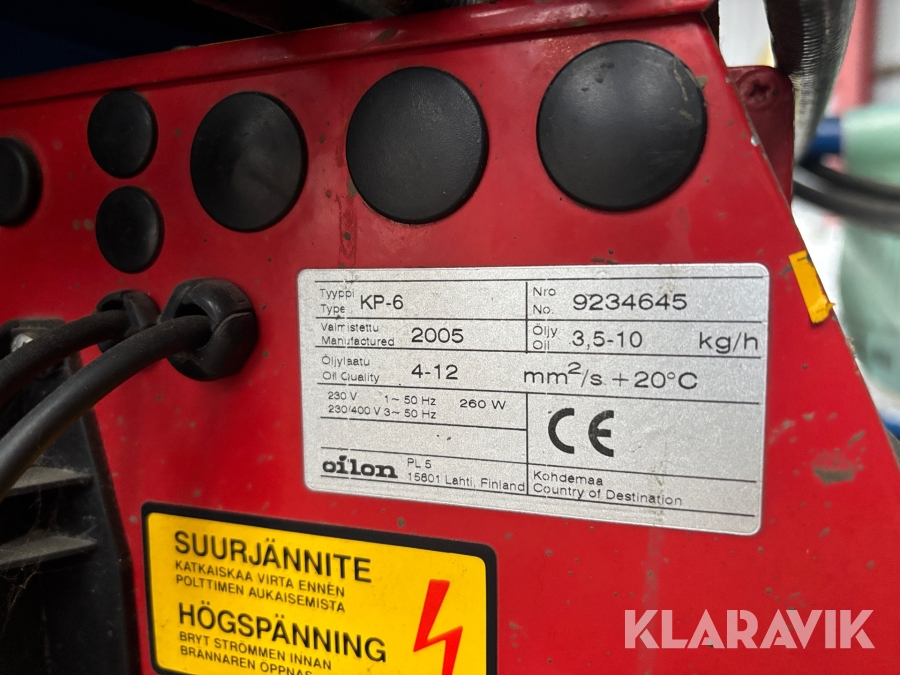 Tyyppi
Type
KP-6
Nro
No.
9234645
Valmistettu
Manufactured
2005
Öljy
Oil
3,5-10 kg/h
Öljylaatu
Oil Quality
4-12 mm²/s +20°C
230 V 1~ 50 Hz 260 W
230/400 V 3~ 50 Hz
CE
oilon
PL 5
15801 Lahti, Finland
Kohdemaa
Country of Destination
SUURJÄNNITE
KATKAISKAA VIRTA ENNEN
POLTTIMEN AUKAISEMISTA
HÖGSPÄNNING
BRYT STRÖMMEN INNAN
BRÄNNAREN ÖPPNAS
KLARAVIK